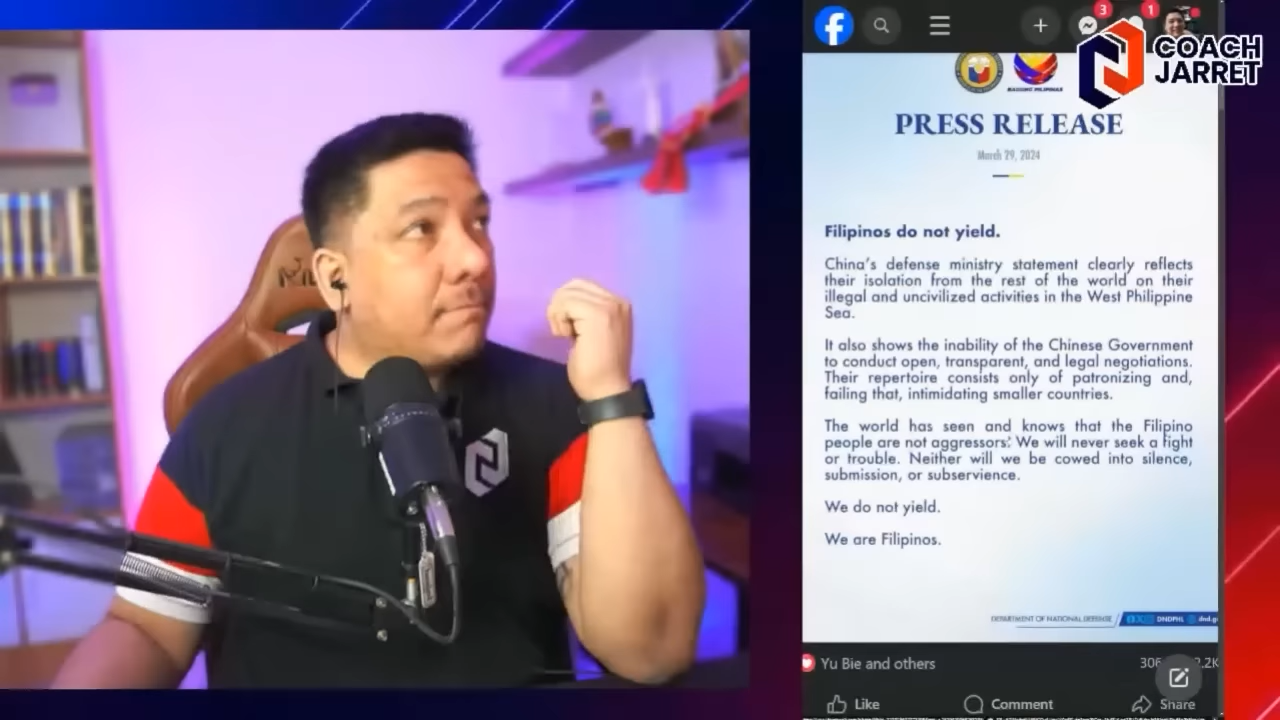 3
1
COACH
JARRET
BAGONG PILIPINAS
PRESS RELEASE
March 29, 2024
Filipinos do not yield.
China's defense ministry statement clearly reflects
their isolation from the rest of the world on their
illegal and uncivilized activities in the West Philippine
Sea.
It also shows the inability of the Chinese Government
to conduct open, transparent, and legal negotiations.
Their repertoire consists only of patronizing and,
failing that, intimidating smaller countries.
The world has seen and knows that the Filipino
people are not aggressors. We will never seek a fight
or trouble. Neither will we be cowed into silence,
submission, or subservience.
We do not yield.
We are Filipinos.
DEPARTMENT OF NATIONAL DEFENSE
DNDPHL
Yu Bie and others
Like
Comment
Share